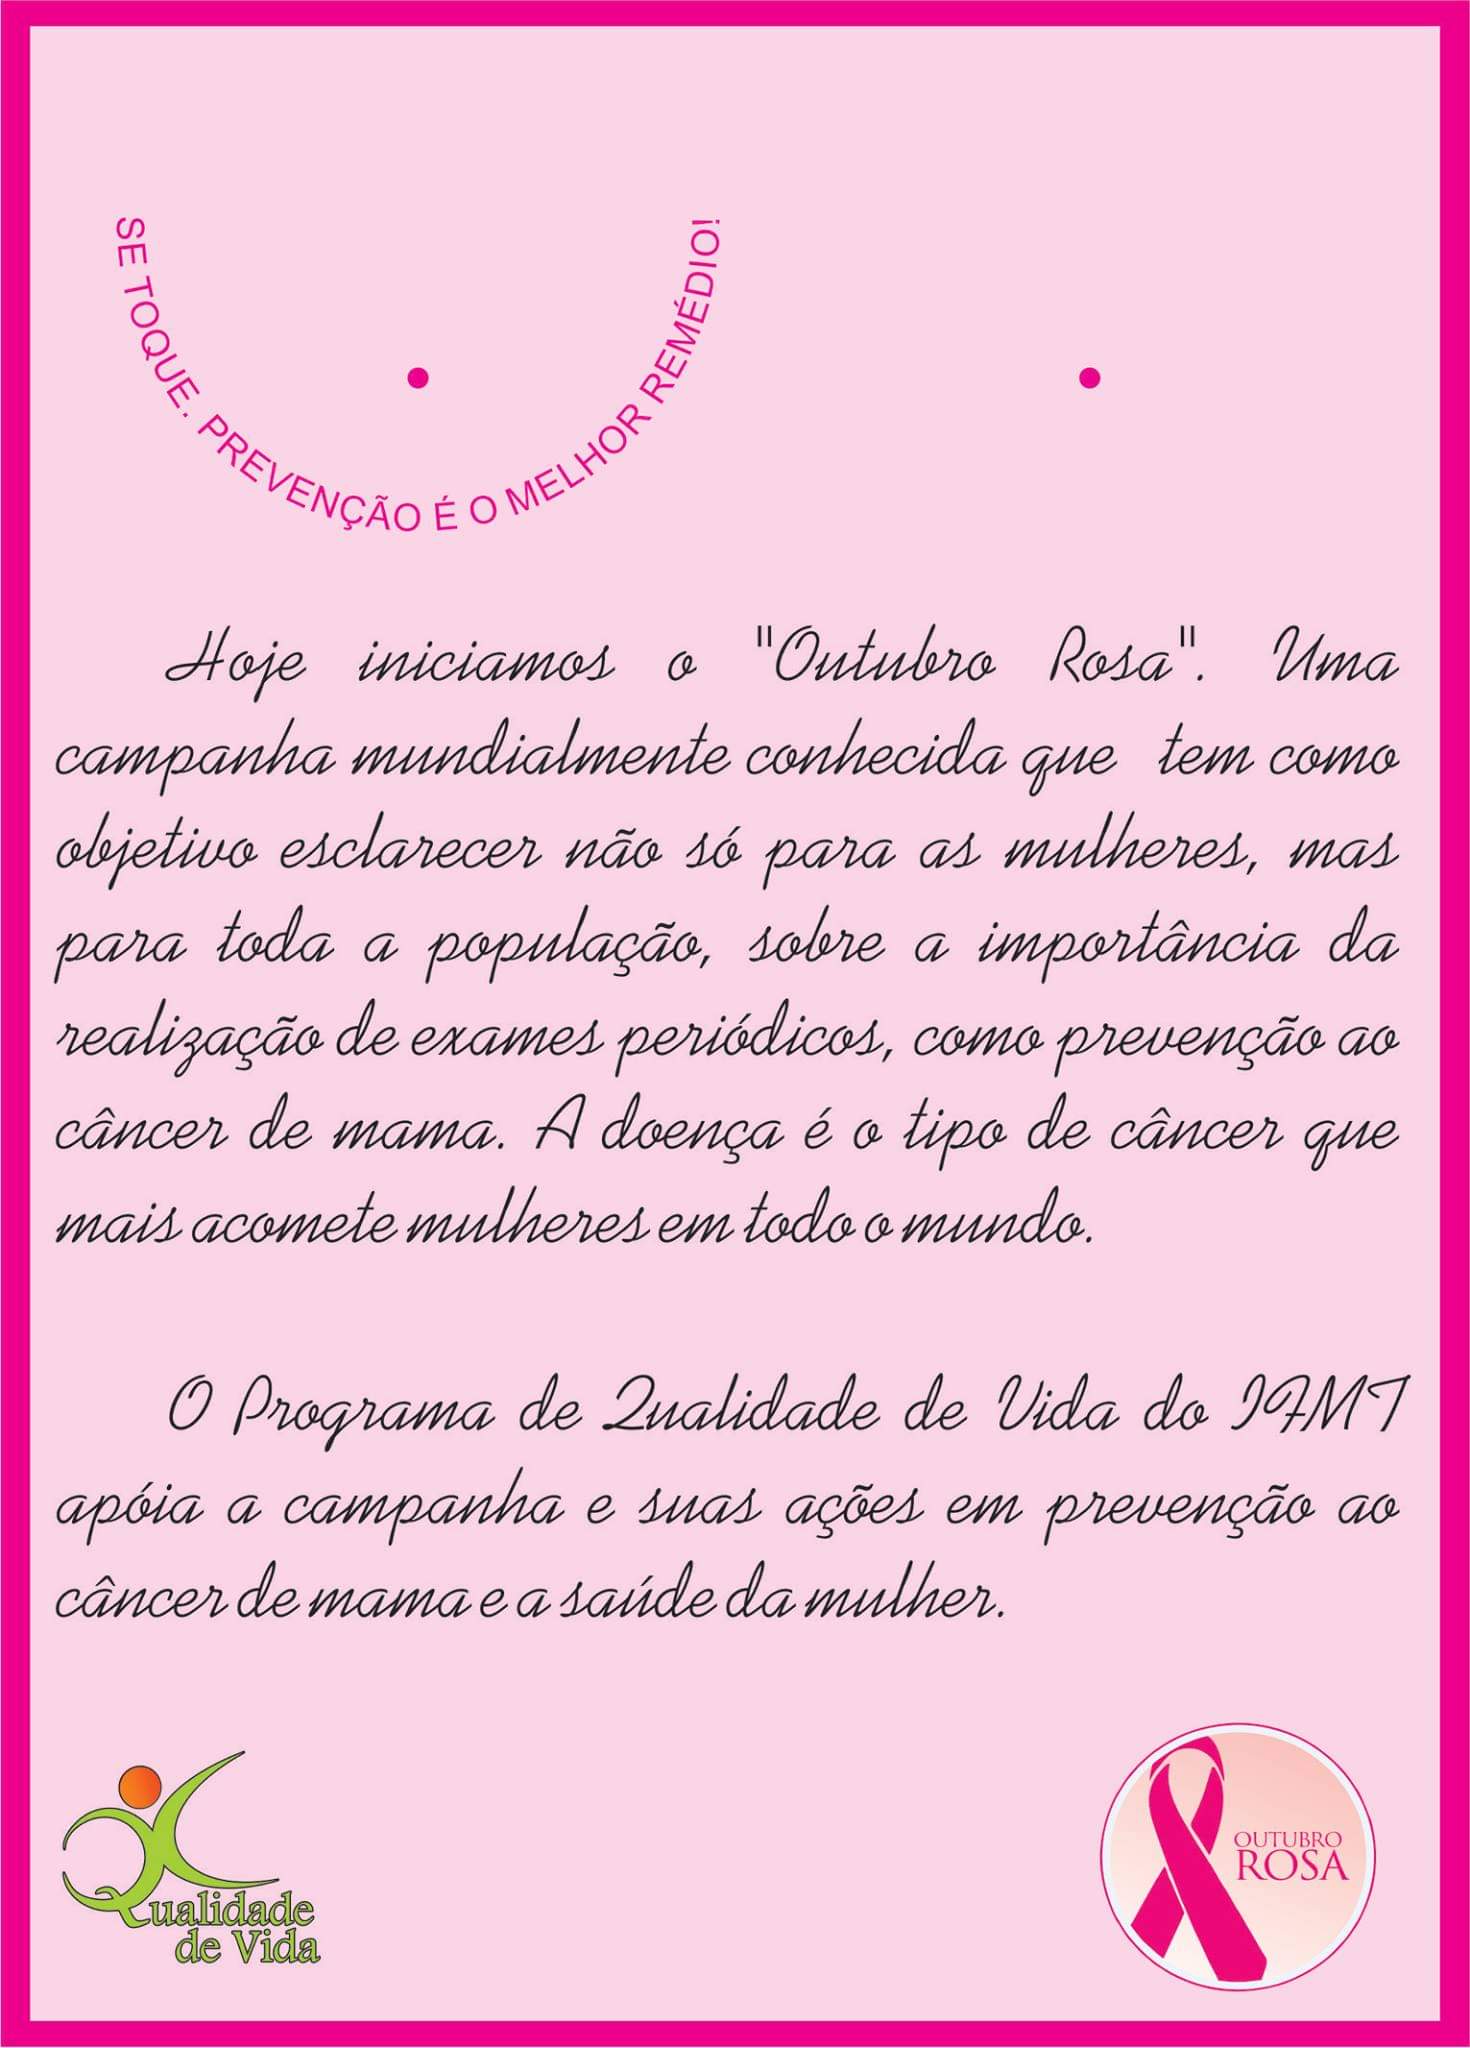 SE TOQUE. PREVENÇÃO É O MELHOR REMÉDIO!
Hoje iniciamos o "Outubro Rosa". Uma
campanha mundialmente conhecida que tem como
objetivo esclarecer não só para as mulheres, mas
para toda a população, sobre a importância da
realização de exames periódicos, como prevenção ao
câncer de mama. A doença é o tipo de câncer que
mais acomete mulheres em todo o mundo.
O Programa de Qualidade de Vida do IFMT
apóia a campanha e suas ações em prevenção ao
câncer de mama e a saúde da mulher.
Qualidade
de Vida
OUTUBRO
ROSA